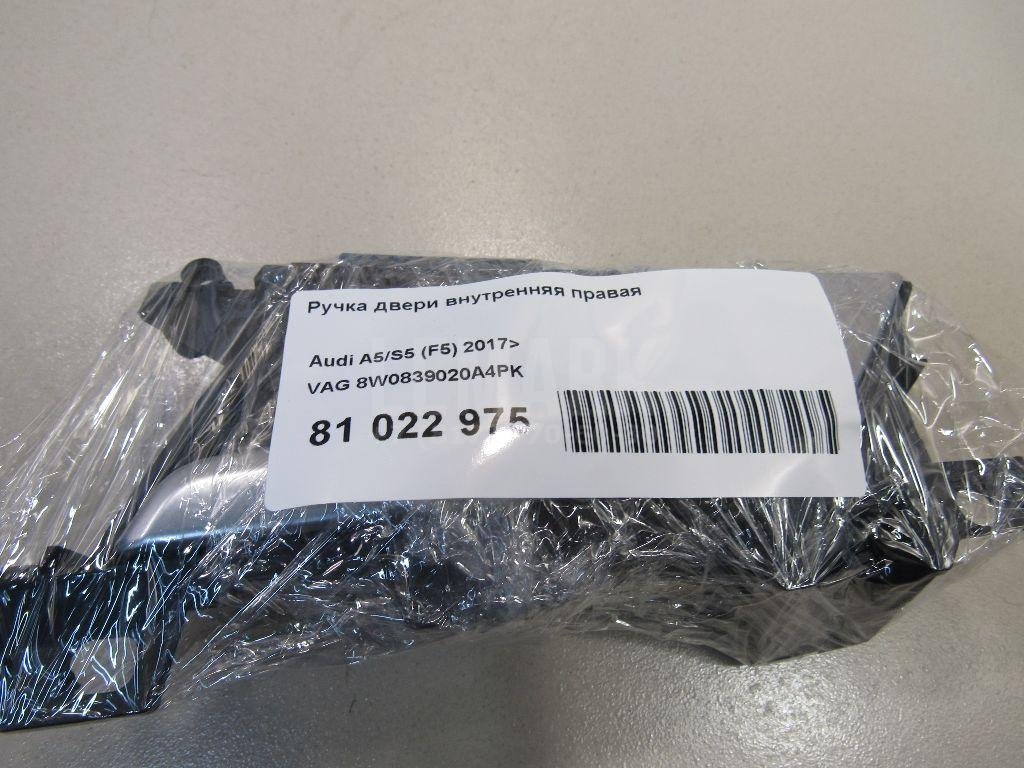 Ручка двери внутренняя правая
Audi A5/S5 (F5) 2017>
VAG 8W0839020A4PK
81 022 975